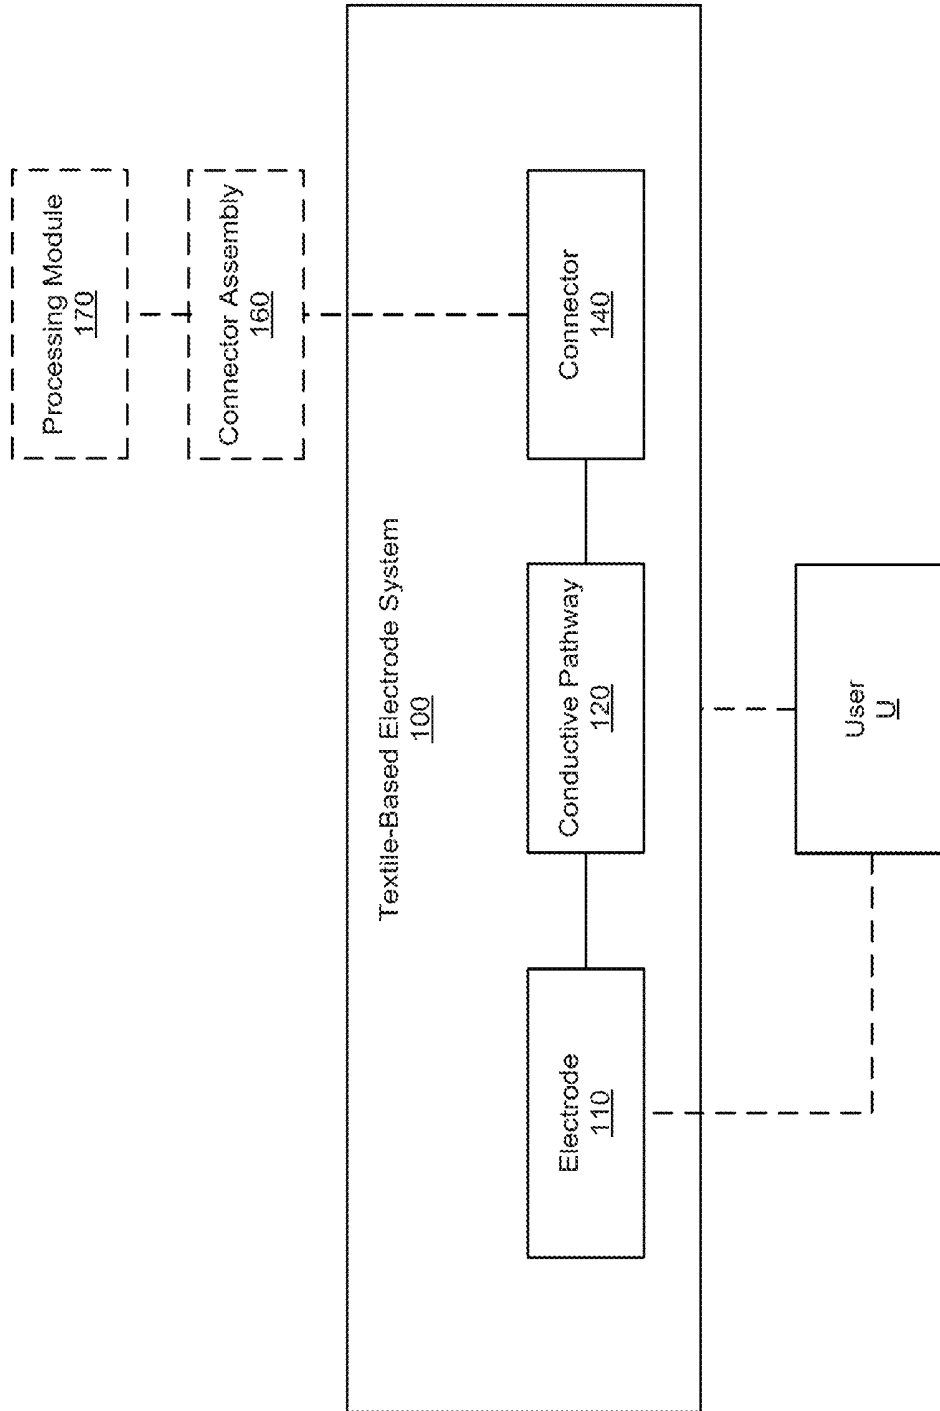 Processing Module
170
Connector Assembly
160
Textile-Based Electrode System
100
Electrode
110
Conductive Pathway
120
Connector
140
User
U